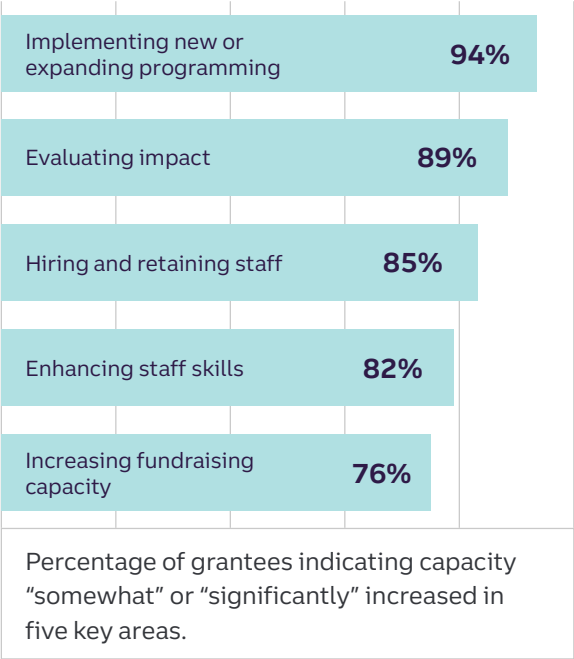 Implementing new or
expanding programming
94%
Evaluating impact
89%
Hiring and retaining staff
85%
Enhancing staff skills
82%
Increasing fundraising
capacity
76%
Percentage of grantees indicating capacity
“somewhat” or “significantly” increased in
five key areas.